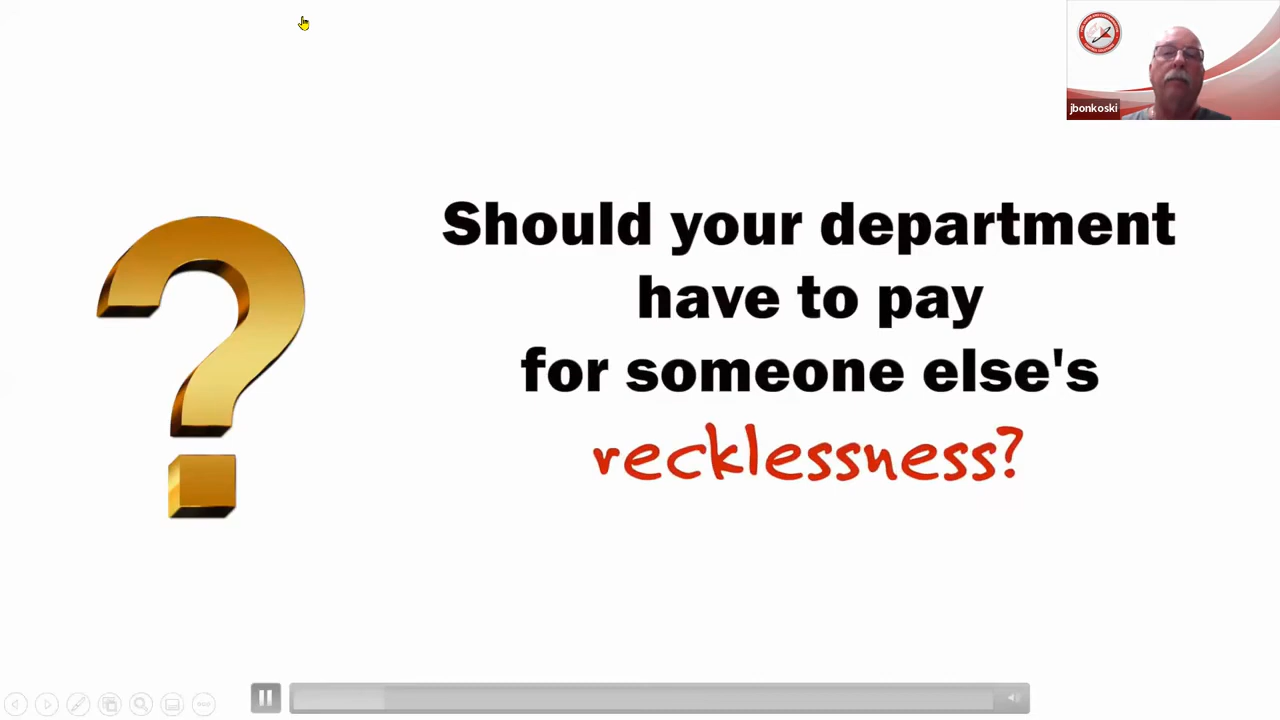 jbonkoski
Should your department
have to pay
for someone else's
recklessness?